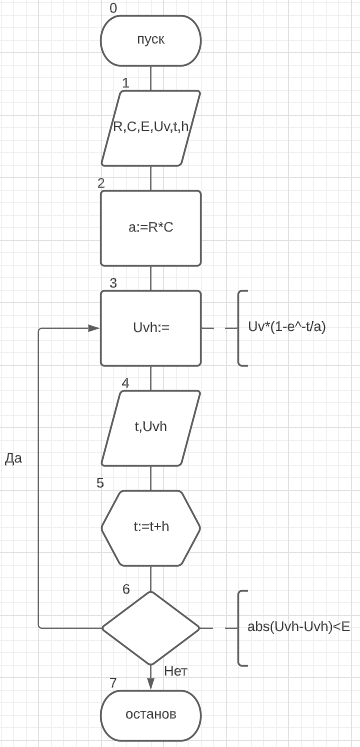 0
пуск
1
R,C,E,Uv,t,h
2
a:=R*C
3
Uvh:=
Uv*(1-e^-t/a)
4
t,Uvh
Да
5
t:=t+h
6
abs(Uvh-Uvh)<E
Нет
7
останов